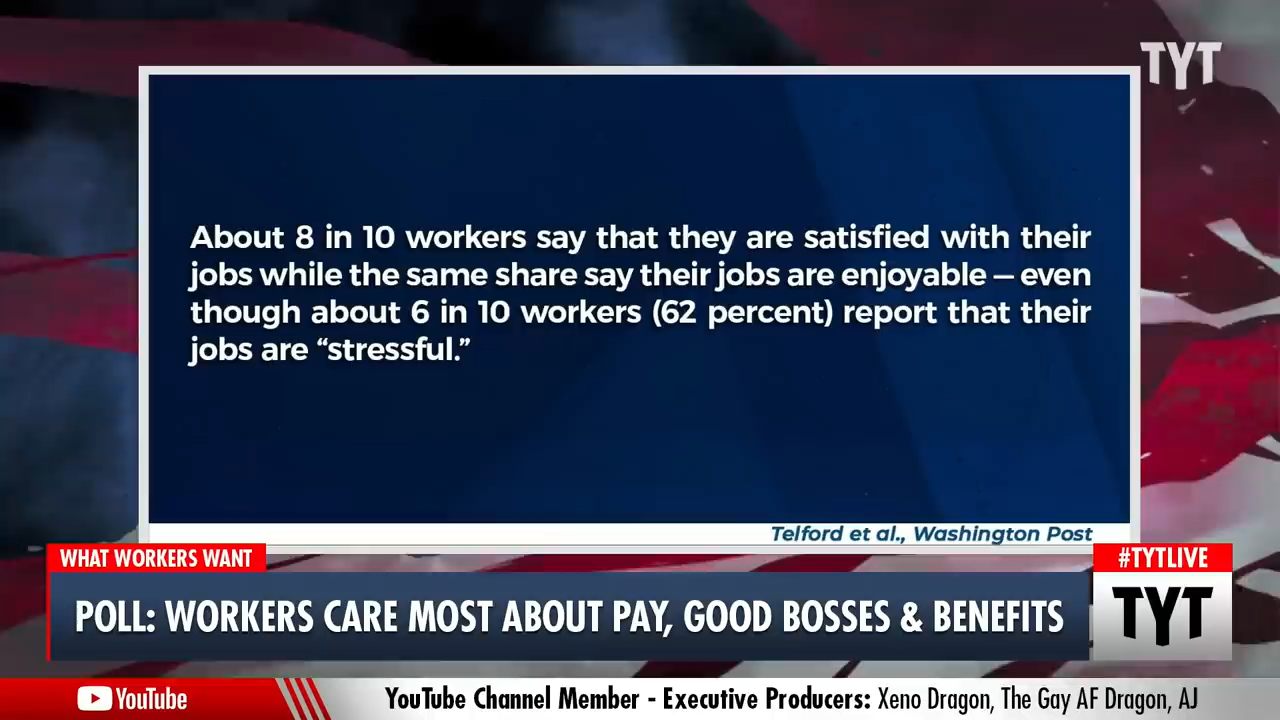 TYT
About 8 in 10 workers say that they are satisfied with their
jobs while the same share say their jobs are enjoyable — even
though about 6 in 10 workers (62 percent) report that their
jobs are “stressful.”
Telford et al., Washington Post
WHAT WORKERS WANT
#TYTLIVE
POLL: WORKERS CARE MOST ABOUT PAY, GOOD BOSSES & BENEFITS
TYT
YouTube
YouTube Channel Member - Executive Producers: Xeno Dragon, The Gay AF Dragon, AJ